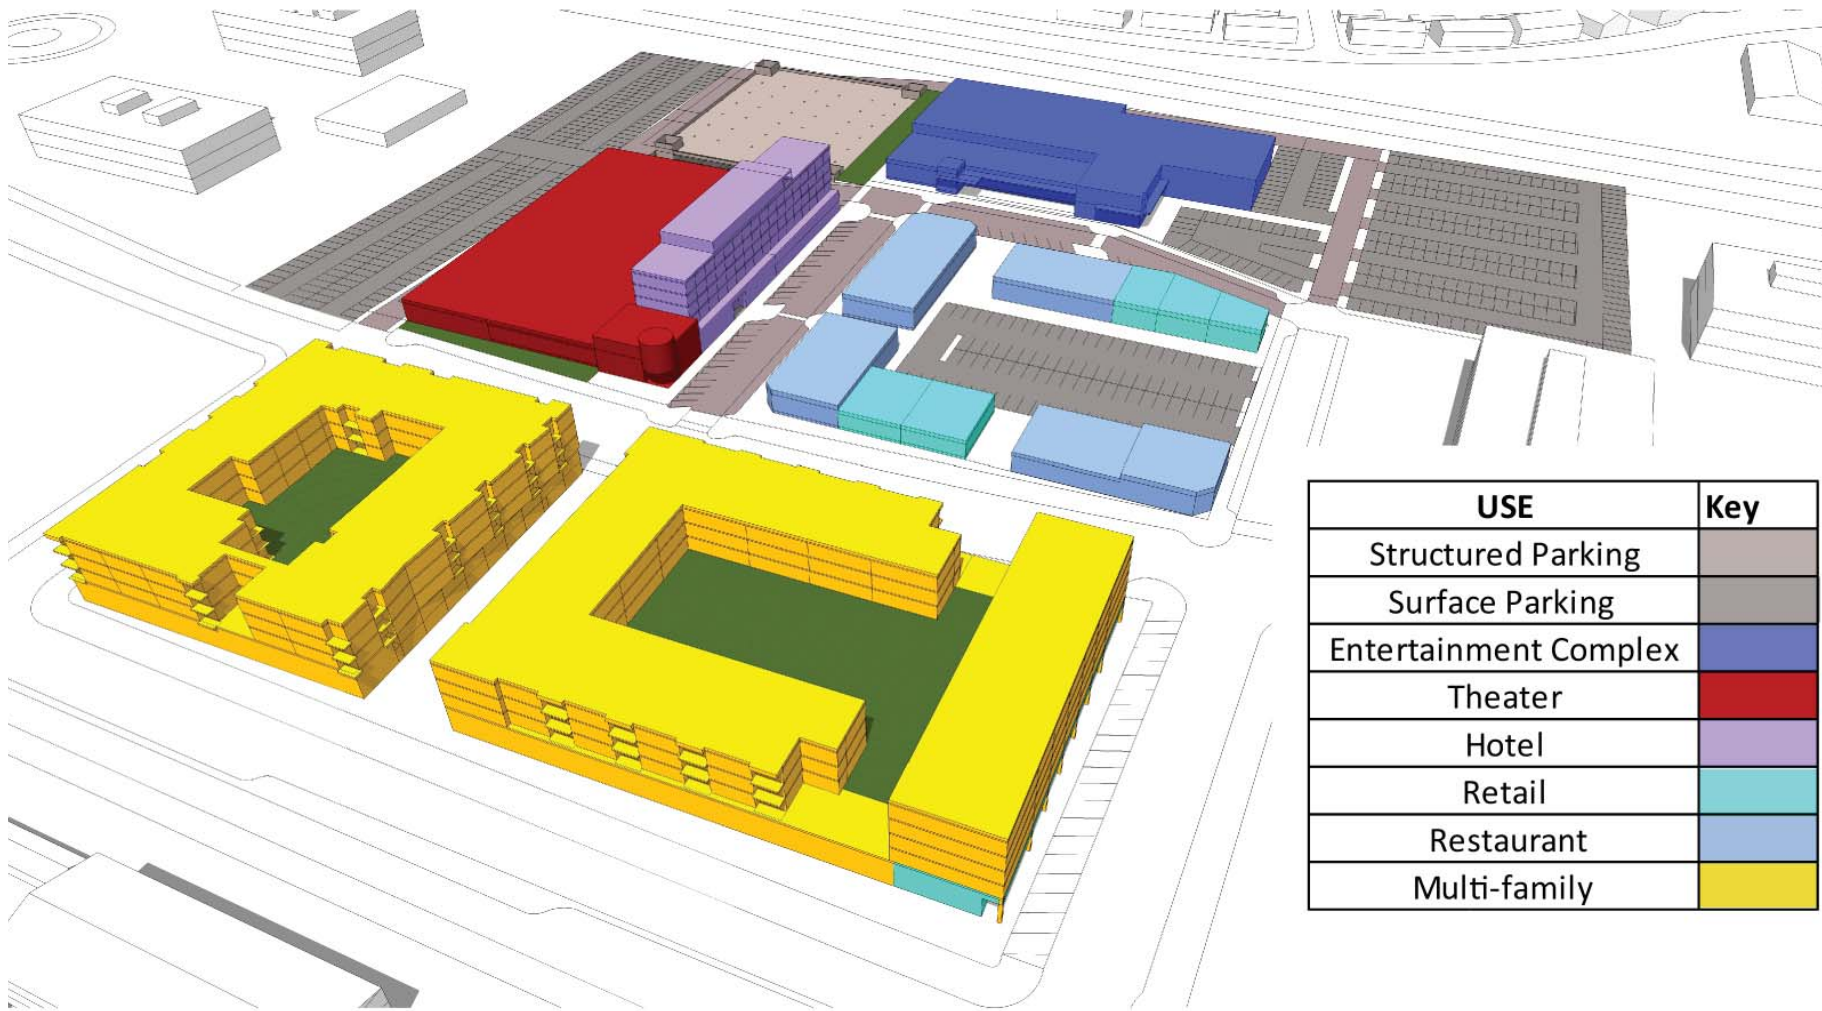 USE Key
Structured Parking
Surface Parking
Entertainment Complex
Theater
Hotel
Retail
Restaurant
Multi-family